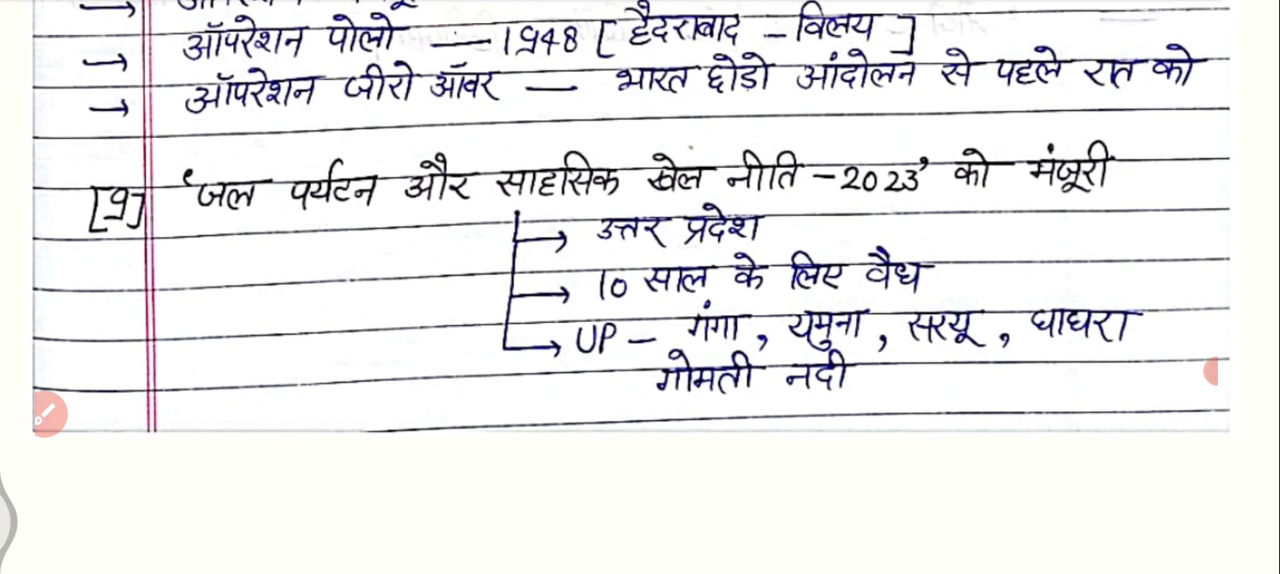 → ऑपरेशन पोलो — 1948 [ हैदराबाद - विलय ]
→ ऑपरेशन जीरो ऑवर — भारत छोडो आंदोलन से पहले रात को
[9] 'जल पर्यटन और साहसिक खेल नीति - 2023' को मंजूरी
→ उत्तर प्रदेश
→ 10 साल के लिए वैध
→ UP - गंगा, यमुना, सरयू, घाघरा
गोमती नदी